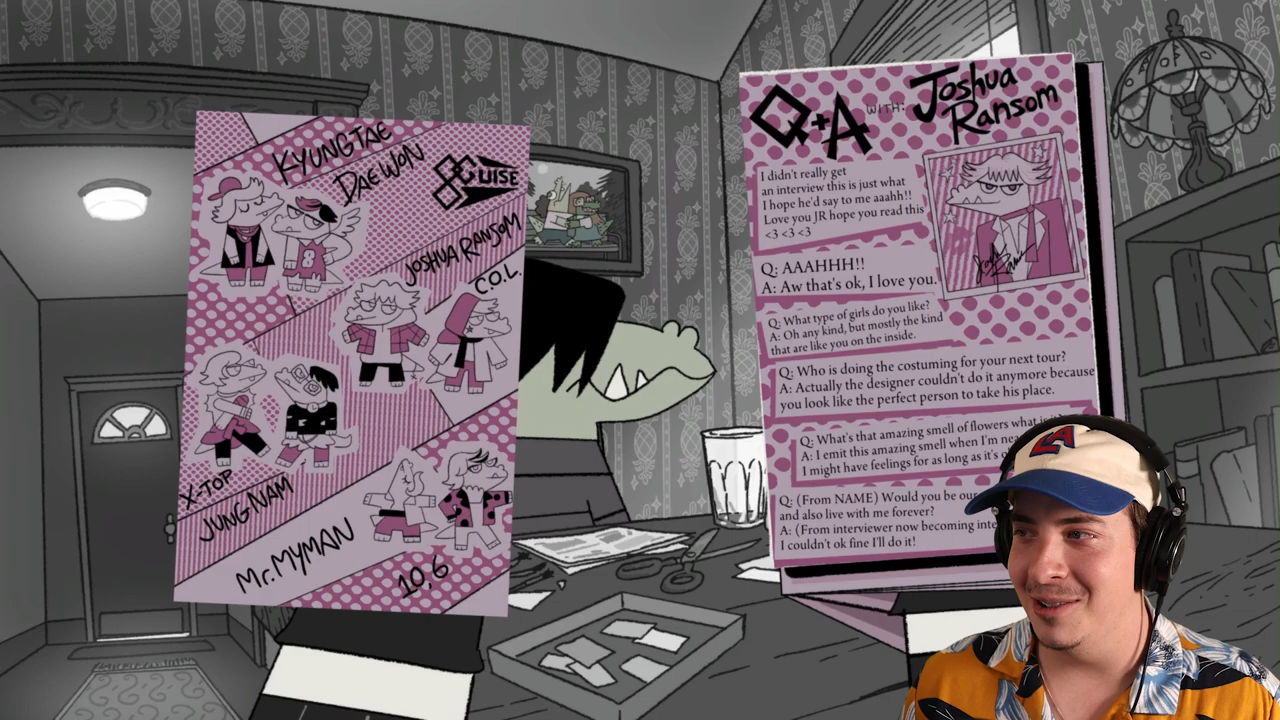 KYUNGTAE
DAEWON
GUISE
JOSHUA RANSOM
C.O.L.
8
X-TOP
JUNGNAM
Mr. MYMAN
10,6
Q+A WITH: Joshua
Ransom
I didn't really get
an interview this is just what
I hope he'd say to me aaahh!!
Love you JR hope you read this
<3 <3 <3
Q: AAAHHH!!
A: Aw that's ok, I love you.
Q: What type of girls do you like?
A: Oh any kind, but mostly the kind
that are like you on the inside.
Q: Who is doing the costuming for your next tour?
A: Actually the designer couldn't do it anymore because
you look like the perfect person to take his place.
Q: What's that amazing smell of flowers what is
A: I emit this amazing smell when I'm
I might have feelings for as long as it's
Q: (From NAME) Would you be our
and also live with me forever?
A: (From interviewer now becoming
I couldn't ok fine I'll do it!
LA